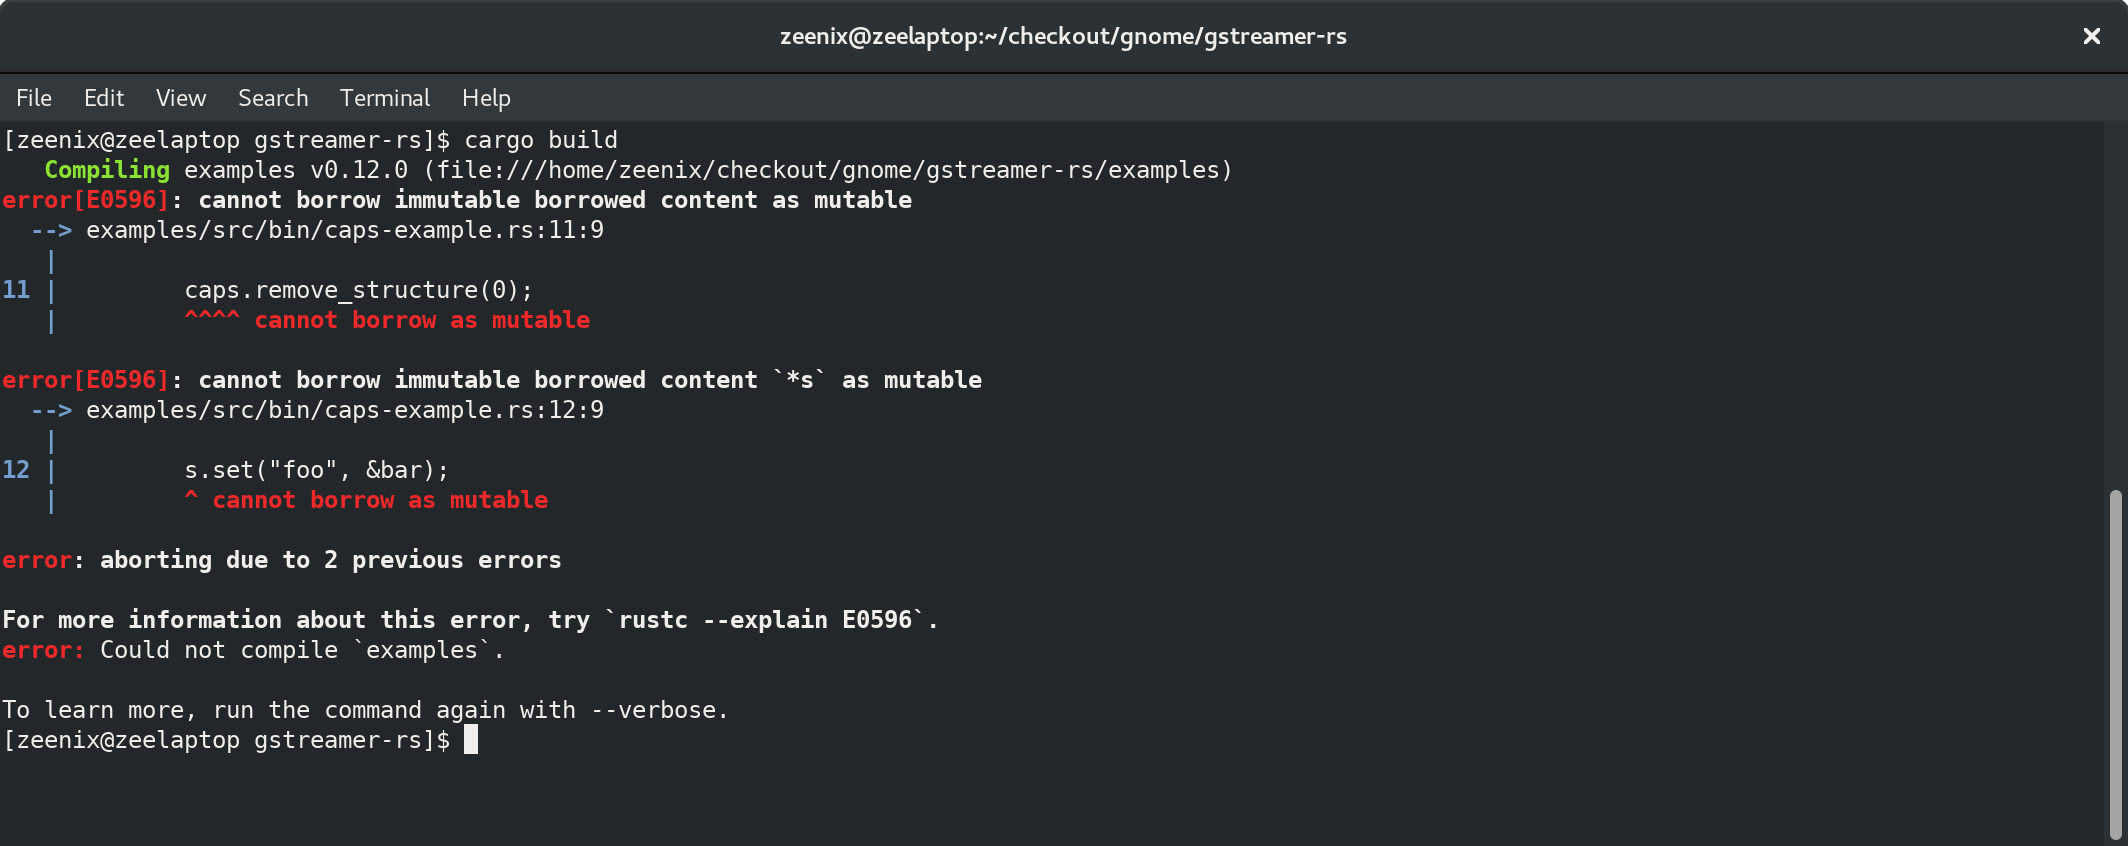 zeenix@zeelaptop:~/checkout/gnome/gstreamer-rs
File Edit View Search Terminal Help
[zeenix@zeelaptop gstreamer-rs]$ cargo build
   Compiling examples v0.12.0 (file:///home/zeenix/checkout/gnome/gstreamer-rs/examples)
error[E0596]: cannot borrow immutable borrowed content as mutable
  --> examples/src/bin/caps-example.rs:11:9
   |
11 |         caps.remove_structure(0);
   |         ^^^^ cannot borrow as mutable

error[E0596]: cannot borrow immutable borrowed content `*s` as mutable
  --> examples/src/bin/caps-example.rs:12:9
   |
12 |         s.set("foo", &bar);
   |         ^ cannot borrow as mutable

error: aborting due to 2 previous errors

For more information about this error, try `rustc --explain E0596`.
error: Could not compile `examples`.

To learn more, run the command again with --verbose.
[zeenix@zeelaptop gstreamer-rs]$